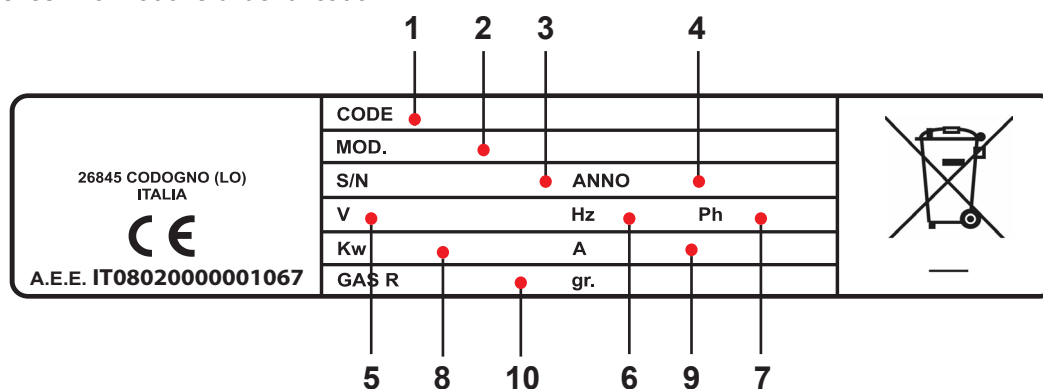 1 2 3 4
CODE
MOD.
S/N ANNO
V Hz Ph
Kw A
GAS R gr.
26845 CODOGNO (LO)
ITALIA
CE
A.E.E. IT08020000001067
5 8 10 6 9 7